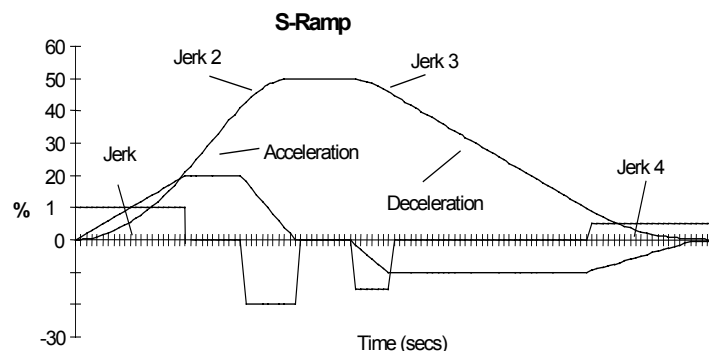 S-Ramp
60
50
40
30
20
1
0
-30
%
Jerk 2
Jerk 3
Jerk
Acceleration
Deceleration
Jerk 4
Time (secs)